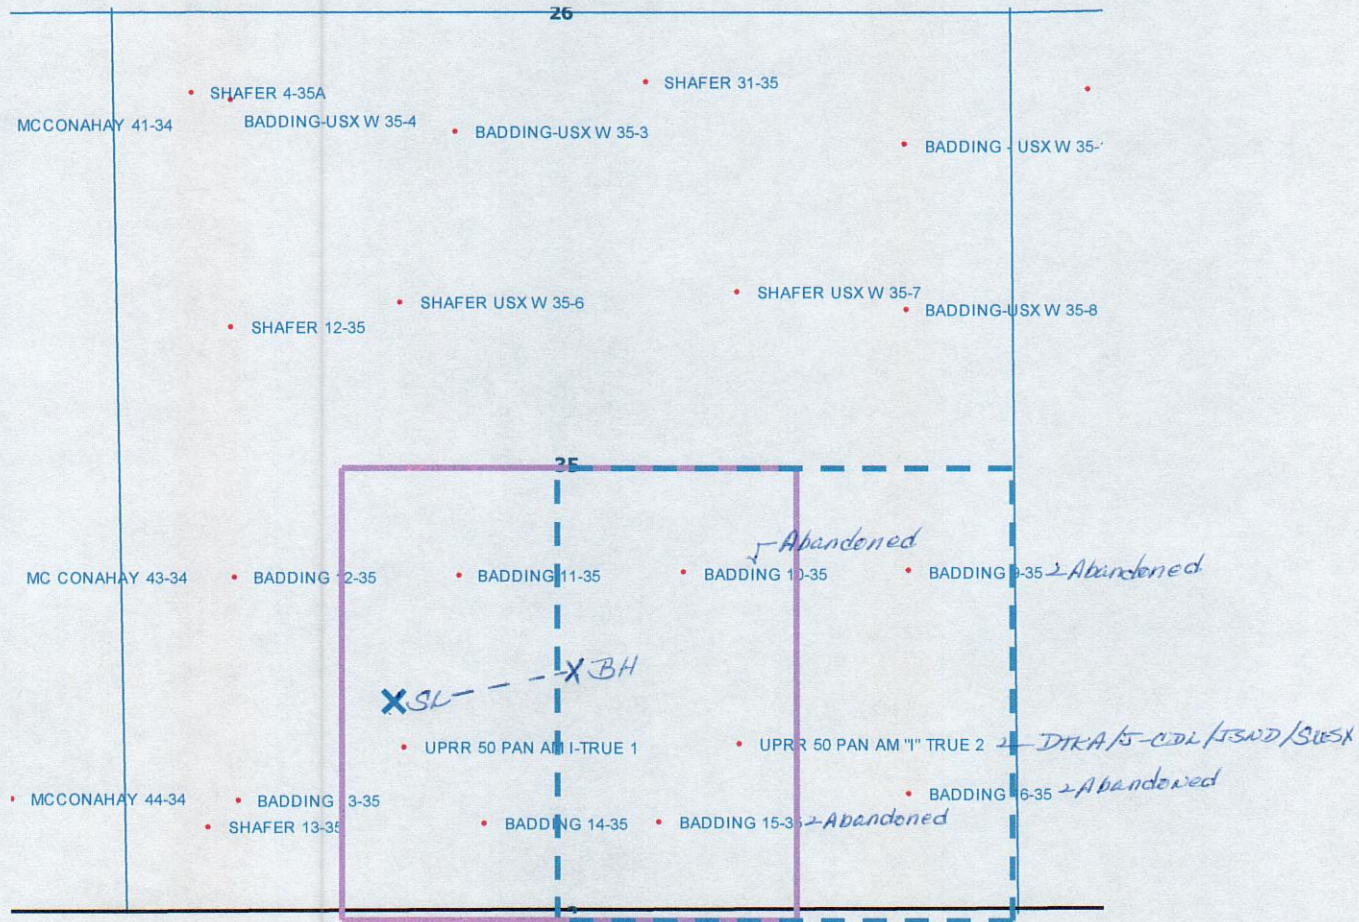 26
SHAFER 4-35A
SHAFER 31-35
MCCONAHAY 41-34
BADDING-USX W 35-4
BADDING-USX W 35-3
BADDING - USX W 35-
SHAFER USX W 35-7
SHAFER USX W 35-6
BADDING-USX W 35-8
SHAFER 12-35
35
Abandoned
MC CONAHAY 43-34
BADDING 12-35
BADDING 11-35
BADDING 10-35
BADDING 9-35 Abandoned
X BH
X SL
UPRR 50 PAN AM I-TRUE 1
UPRR 50 PAN AM "I" TRUE 2 DTKA/J-CDL/JSND/SUSX
MCCONAHAY 44-34
BADDING 13-35
BADDING 16-35 Abandoned
SHAFER 13-35
BADDING 14-35
BADDING 15-35 Abandoned